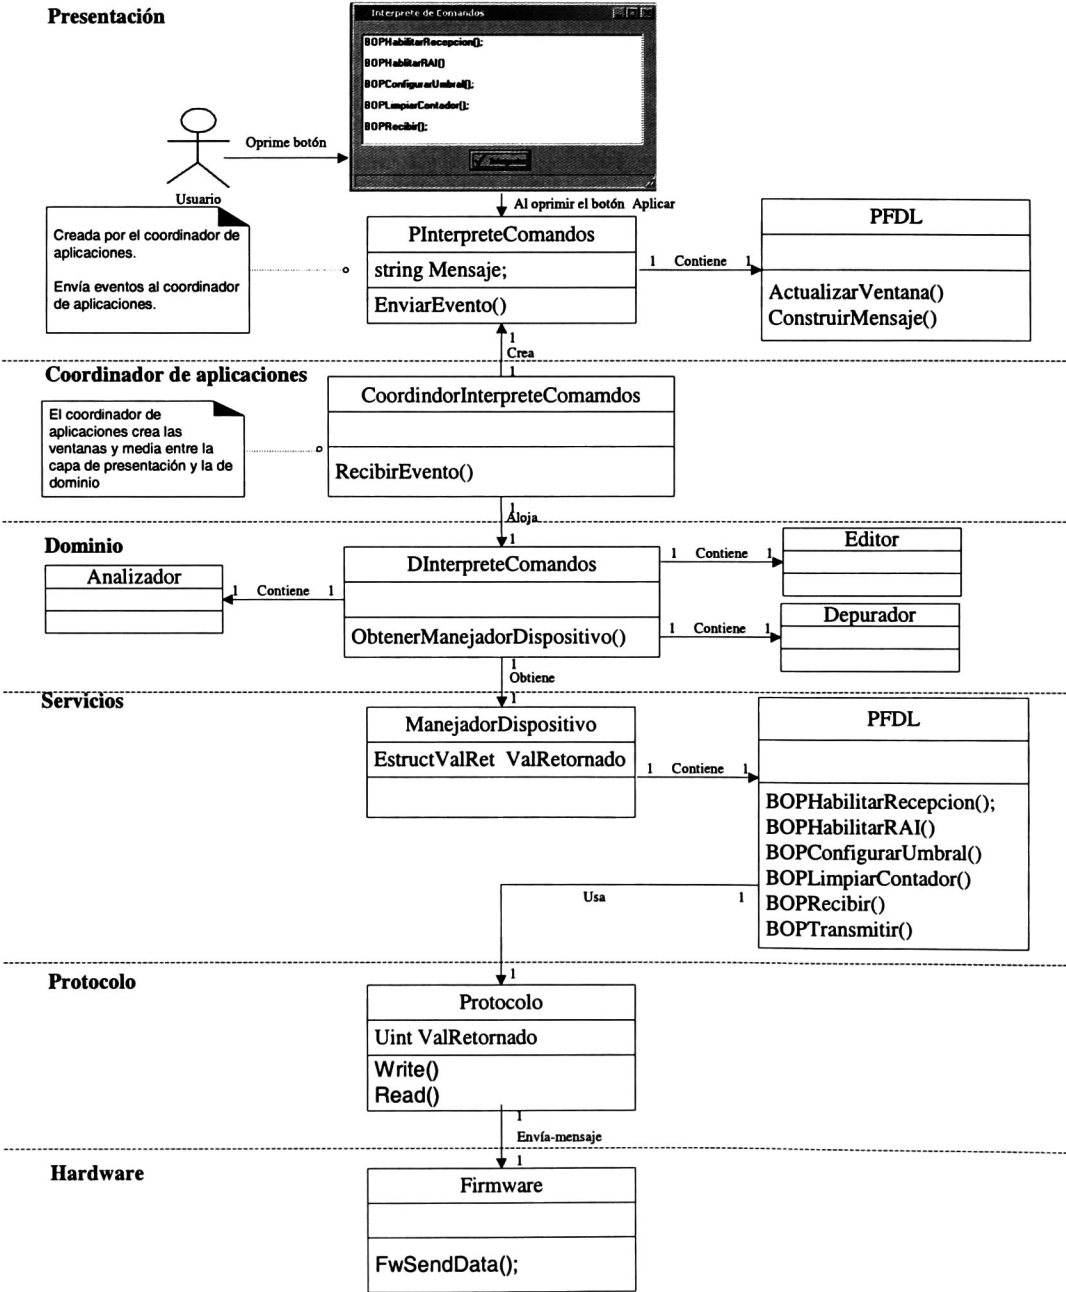 Presentación
Interprete de Comandos
BOPHabilitarRecepcion();
BOPHabilitarRAI()
BOPConfigurarUmbral();
BOPLimpiarContador();
BOPRecibir();
Oprime botón
Usuario
Al oprimir el botón Aplicar
Creada por el coordinador de
aplicaciones.
Envía eventos al coordinador
de aplicaciones.
PInterpreteComandos
string Mensaje;
EnviarEvento()
1 Contiene 1
PFDL
ActualizarVentana()
ConstruirMensaje()
1
Crea
1
Coordinador de aplicaciones
El coordinador de
aplicaciones crea las
ventanas y media entre la
capa de presentación y la de
dominio
CoordindorInterpreteComamdos
RecibirEvento()
1
Aloja
1
Dominio
Analizador
1 Contiene 1
DInterpreteComandos
ObtenerManejadorDispositivo()
1 Contiene 1
Editor
1 Contiene 1
Depurador
1
Obtiene
1
Servicios
ManejadorDispositivo
EstructValRet ValRetornado
1 Contiene 1
PFDL
BOPHabilitarRecepcion();
BOPHabilitarRAI()
BOPConfigurarUmbral()
BOPLimpiarContador()
BOPRecibir()
BOPTransmitir()
Usa 1
1
Protocolo
Protocolo
Uint ValRetornado
Write()
Read()
1
Envía-mensaje
1
Hardware
Firmware
FwSendData();